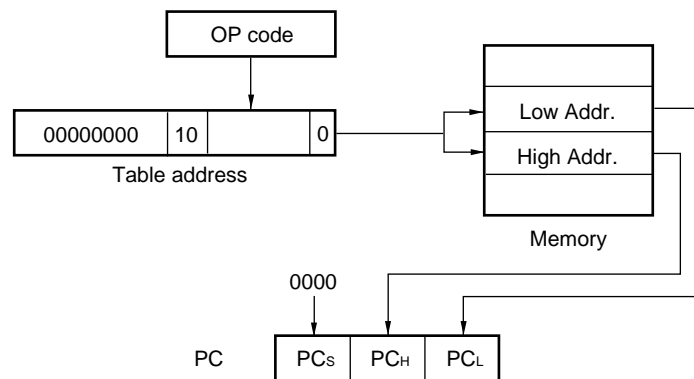 OP code
00000000 10 0
Table address
Low Addr.
High Addr.
Memory
0000
PC PCS PCH PCL